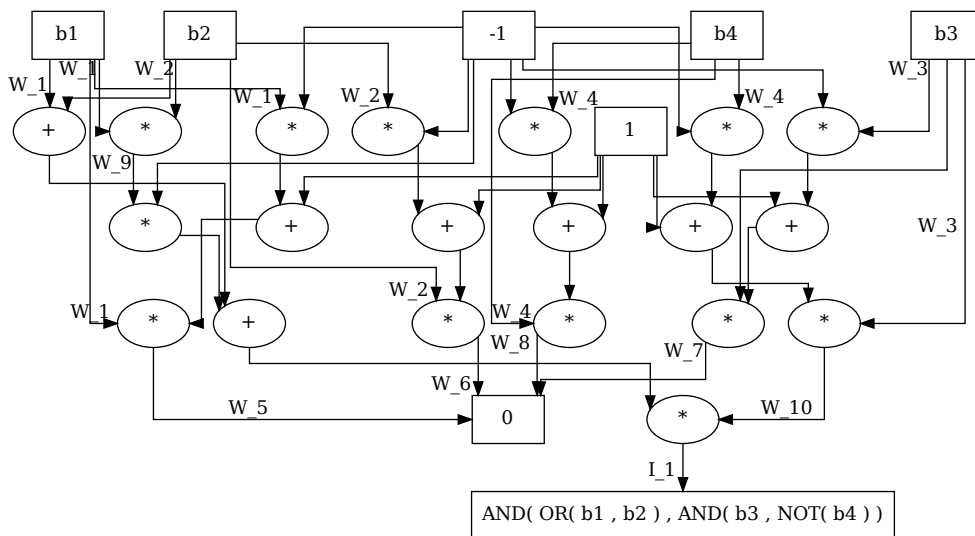 b1
b2
-1
b4
b3
W_1
W_1
W_2
W_1
W_2
W_4
W_4
W_3
+
*
*
*
*
1
*
*
W_9
*
+
+
+
+
+
W_3
W_1
*
+
W_2
*
W_4
*
*
*
W_8
W_7
W_6
W_5
0
*
W_10
I_1
AND( OR( b1 , b2 ) , AND( b3 , NOT( b4 ) ) )